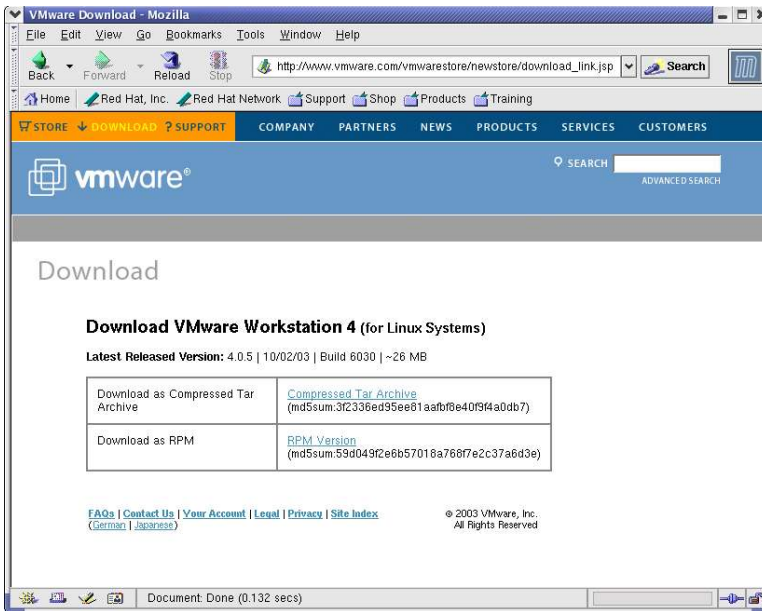 VMware Download - Mozilla
File Edit View Go Bookmarks Tools Window Help
Back Forward Reload Stop http://www.vmware.com/vmwarestore/newstore/download_link.jsp Search
Home Red Hat, Inc. Red Hat Network Support Shop Products Training
STORE DOWNLOAD ? SUPPORT COMPANY PARTNERS NEWS PRODUCTS SERVICES CUSTOMERS
vmware® SEARCH
ADVANCED SEARCH
Download
Download VMware Workstation 4 (for Linux Systems)
Latest Released Version: 4.0.5 | 10/02/03 | Build 6030 | ~26 MB
Download as Compressed Tar Archive
Compressed Tar Archive
(md5sum:3f2336ed95ee81aafbf8e40f9f4a0db7)
Download as RPM
RPM Version
(md5sum:59d049f2e6b57018a768f7e2c37a6d3e)
FAQs | Contact Us | Your Account | Legal | Privacy | Site Index
(German | Japanese)
© 2003 VMware, Inc.
All Rights Reserved
Document: Done (0.132 secs)